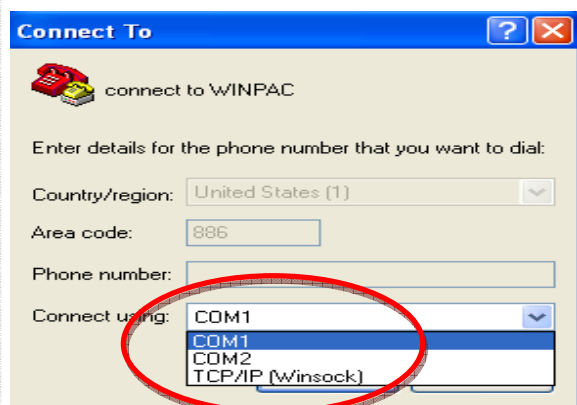 Connect To
connect to WINPAC
Enter details for the phone number that you want to dial:
Country/region: United States (1)
Area code: 886
Phone number:
Connect using: COM1
COM1
COM2
TCP/IP (Winsock)